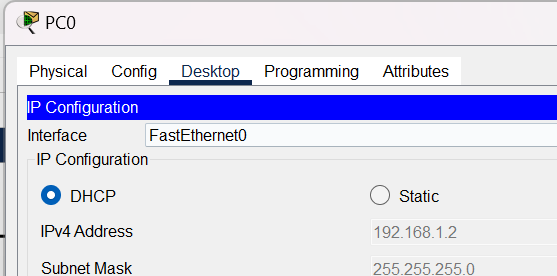 PC0
Physical Config Desktop Programming Attributes
IP Configuration
Interface FastEthernet0
IP Configuration
DHCP Static
IPv4 Address 192.168.1.2
Subnet Mask 255.255.255.0